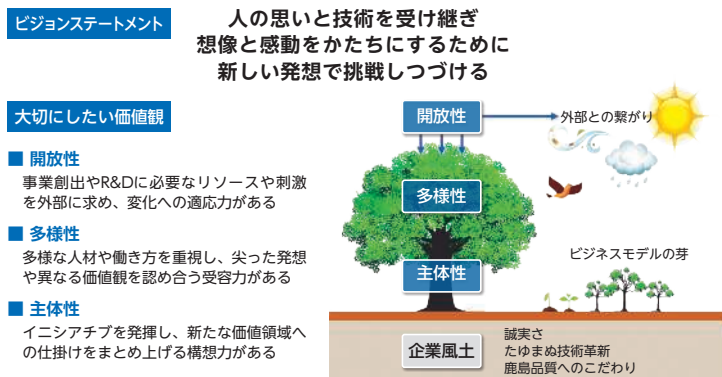 ビジョンステートメント
人の思いと技術を受け継ぎ
想像と感動をかたちにするために
新しい発想で挑戦しつづける
大切にしたい価値観
■ 開放性
事業創出やR&Dに必要なリソースや刺激
を外部に求め、変化への適応力がある
■ 多様性
多様な人材や働き方を重視し、尖った発想
や異なる価値観を認め合う受容力がある
■ 主体性
イニシアチブを発揮し、新たな価値領域へ
の仕掛けをまとめ上げる構想力がある
開放性
外部との繋がり
多様性
主体性
ビジネスモデルの芽
企業風土
誠実さ
たゆまぬ技術革新
鹿島品質へのこだわり